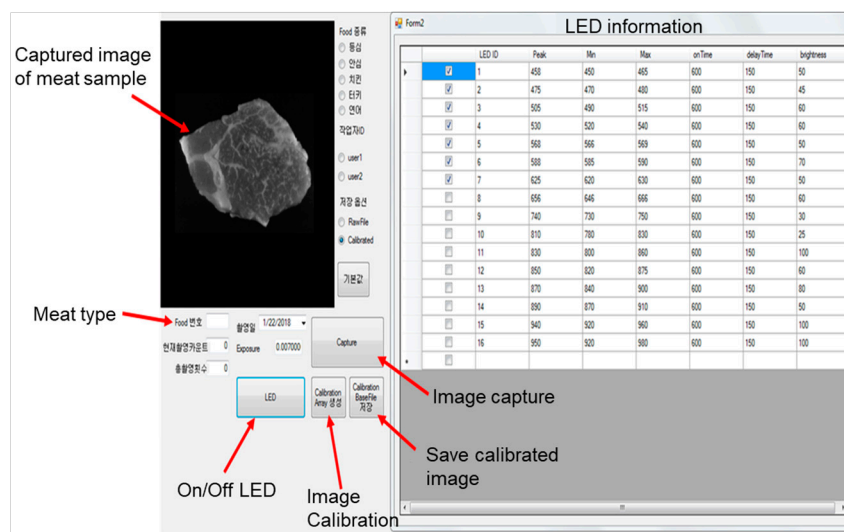 Form2
LED information
Captured image
of meat sample
Food 종류
등심
안심
치킨
터키
연어
작업자ID
user1
user2
저장 옵션
RawFile
Calibrated
기본값
Meat type
Food 번호
촬영일
1/22/2018
현재촬영카운트
0
Exposure
0.007000
총촬영횟수
0
Capture
LED
Calibration
Array 생성
Calibration
BaseFile
저장
On/Off LED
Image
Calibration
Image capture
Save calibrated
image
LED ID Peak Min Max onTime delayTime brightness
1 458 450 465 600 150 50
2 475 470 480 600 150 45
3 505 490 515 600 150 60
4 530 520 540 600 150 60
5 568 566 569 600 150 50
6 588 585 590 600 150 70
7 625 620 630 600 150 50
8 656 646 666 600 150 60
9 740 730 750 600 150 30
10 810 780 830 600 150 25
11 830 800 860 600 150 100
12 850 820 875 600 150 60
13 870 840 900 600 150 80
14 890 870 910 600 150 50
15 940 920 960 600 150 100
16 950 920 980 600 150 100